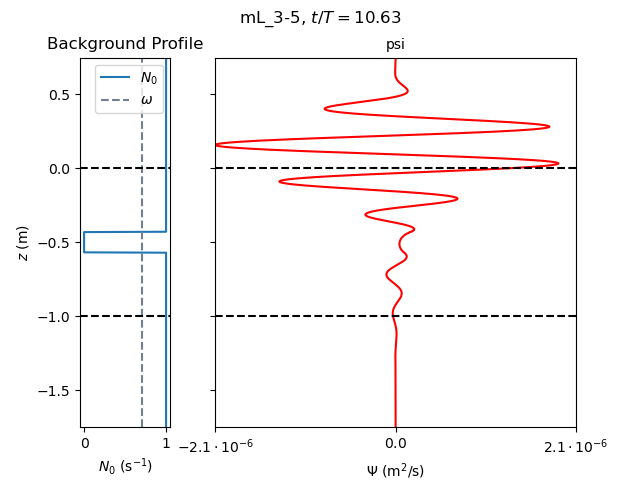 mL_3-5, t/T = 10.63
Background Profile
psi
N₀
ω
0.5
0.0
−0.5
−1.0
−1.5
z (m)
0 1
−2.1 · 10⁻⁶ 0.0 2.1 · 10⁻⁶
N₀ (s⁻¹)
Ψ (m²/s)